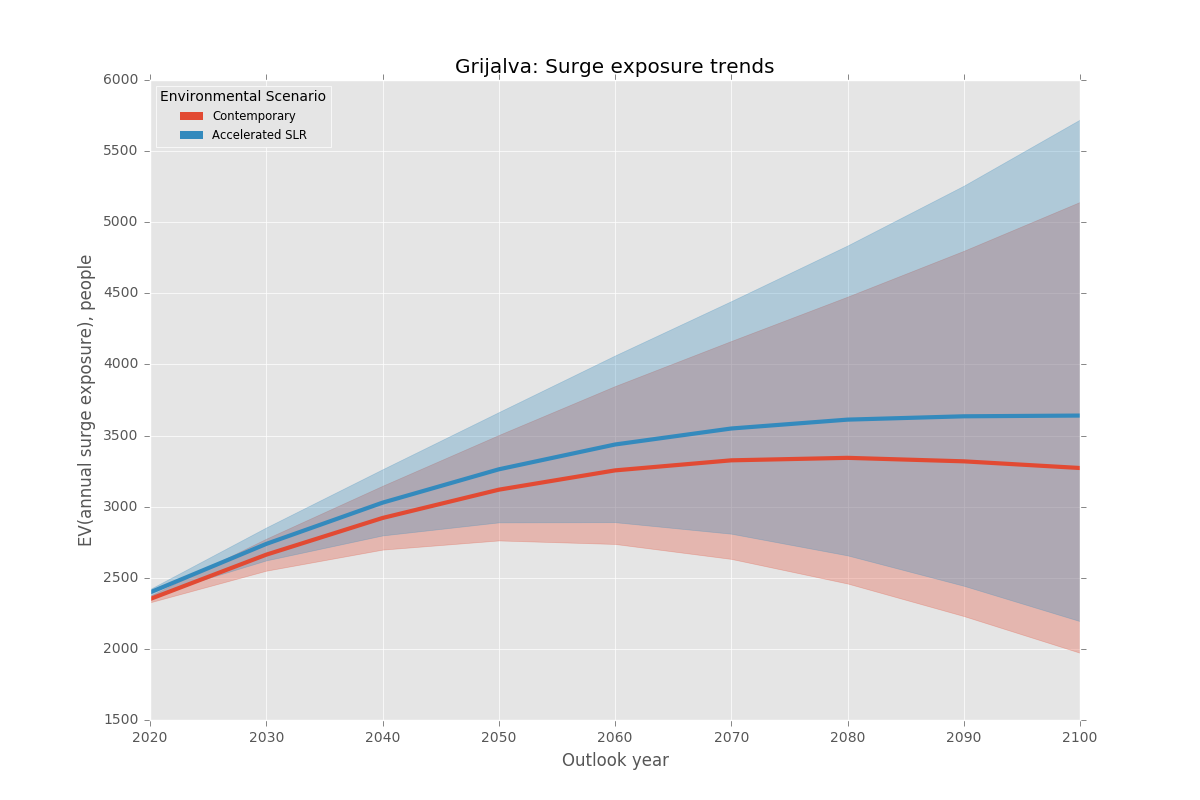 Grijalva: Surge exposure trends
Environmental Scenario
Contemporary
Accelerated SLR
EV(annual surge exposure), people
6000
5500
5000
4500
4000
3500
3000
2500
2000
1500
2020 2030 2040 2050 2060 2070 2080 2090 2100
Outlook year